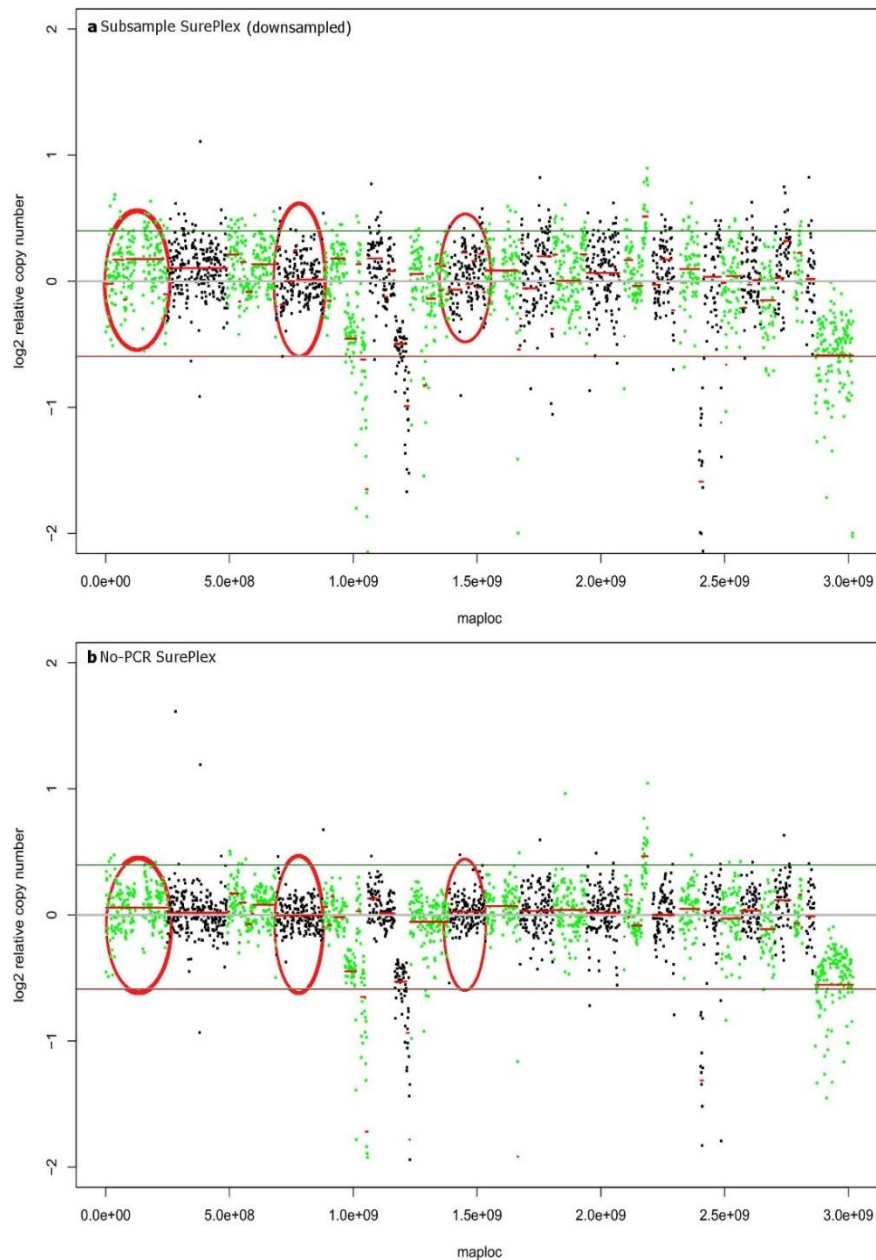 a Subsample SurePlex (downsampled)
2
1
0
-1
-2
log2 relative copy number
0.0e+00 5.0e+08 1.0e+09 1.5e+09 2.0e+09 2.5e+09 3.0e+09
maploc
b No-PCR SurePlex
2
1
0
-1
-2
log2 relative copy number
0.0e+00 5.0e+08 1.0e+09 1.5e+09 2.0e+09 2.5e+09 3.0e+09
maploc